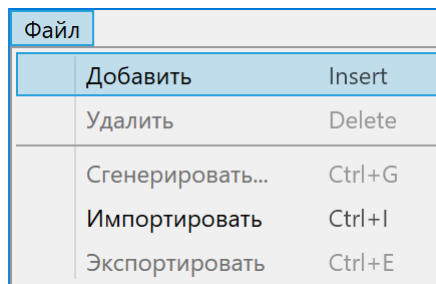 Файл
Добавить Insert
Удалить Delete
Сгенерировать... Ctrl+G
Импортировать Ctrl+I
Экспортировать Ctrl+E